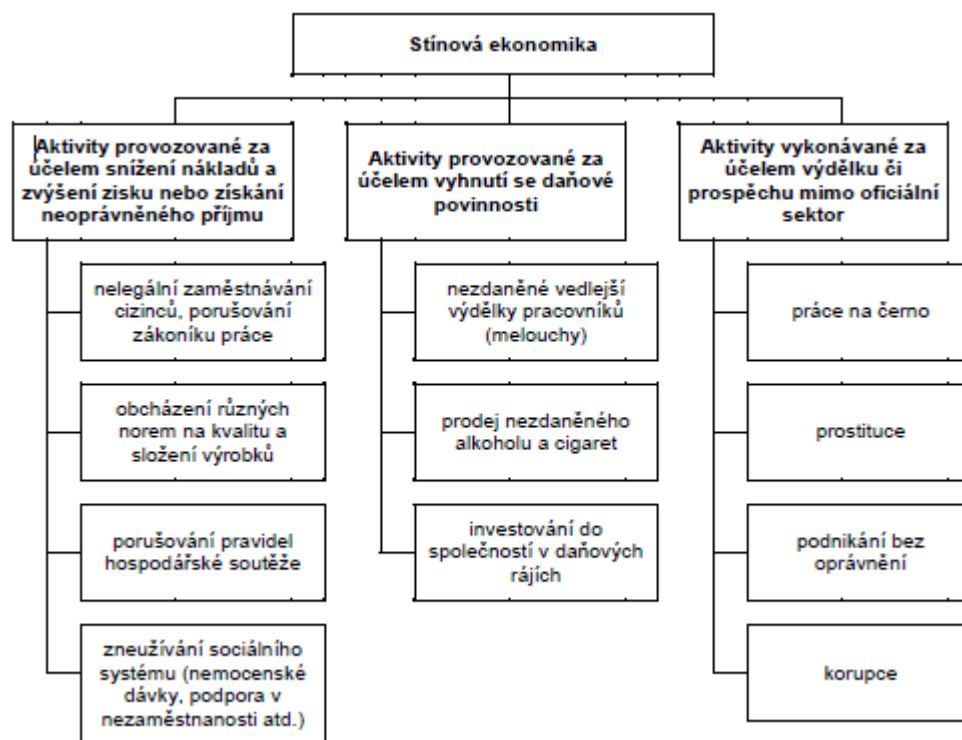 Stínová ekonomika
Aktivity provozované za
účelem snížení nákladů a
zvýšení zisku nebo získání
neoprávněného příjmu
nelegální zaměstnávání
cizinců, porušování
zákoníku práce
obcházení různých
norem na kvalitu a
složení výrobků
porušování pravidel
hospodářské soutěže
zneužívání sociálního
systému (nemocenské
dávky, podpora v
nezaměstnanosti atd.)
Aktivity provozované za
účelem vyhnutí se daňové
povinnosti
nezdaněné vedlejší
výdělky pracovníků
(melouchy)
prodej nezdaněného
alkoholu a cigaret
investování do
společností v daňových
rájích
Aktivity vykonávané za
účelem výdělku či
prospěchu mimo oficiální
sektor
práce na černo
prostituce
podnikání bez
oprávnění
korupce